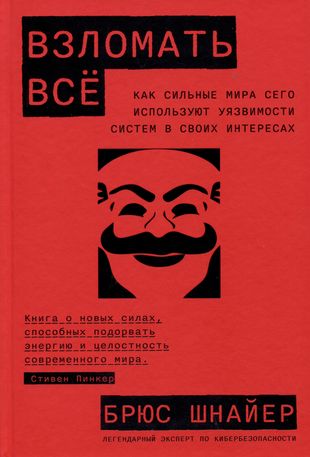 ВЗЛОМАТЬ
ВСЁ
КАК СИЛЬНЫЕ МИРА СЕГО
ИСПОЛЬЗУЮТ УЯЗВИМОСТИ
СИСТЕМ В СВОИХ ИНТЕРЕСАХ
Книга о новых силах,
способных подорвать
энергию и целостность
современного мира.
Стивен Пинкер
БРЮС ШНАЙЕР
ЛЕГЕНДАРНЫЙ ЭКСПЕРТ ПО КИБЕРБЕЗОПАСНОСТИ